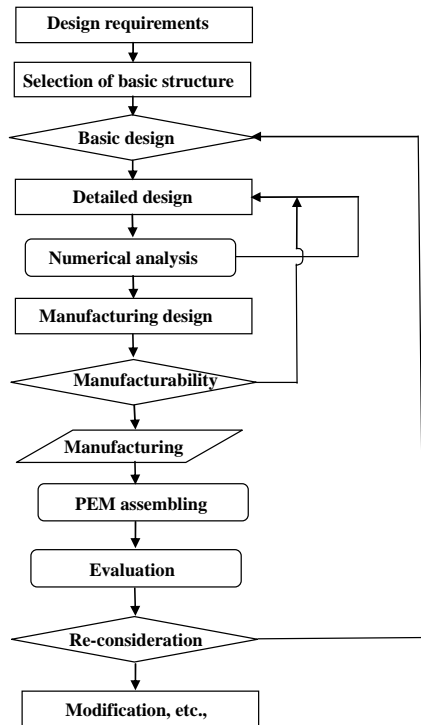 Design requirements
Selection of basic structure
Basic design
Detailed design
Numerical analysis
Manufacturing design
Manufacturability
Manufacturing
PEM assembling
Evaluation
Re-consideration
Modification, etc.,